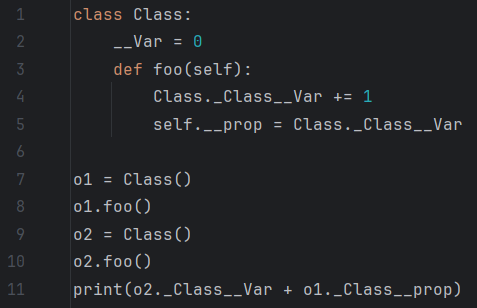 1 class Class:
2     __Var = 0
3     def foo(self):
4         Class._Class__Var += 1
5         self.__prop = Class._Class__Var
6
7 o1 = Class()
8 o1.foo()
9 o2 = Class()
10 o2.foo()
11 print(o2._Class__Var + o1._Class__prop)